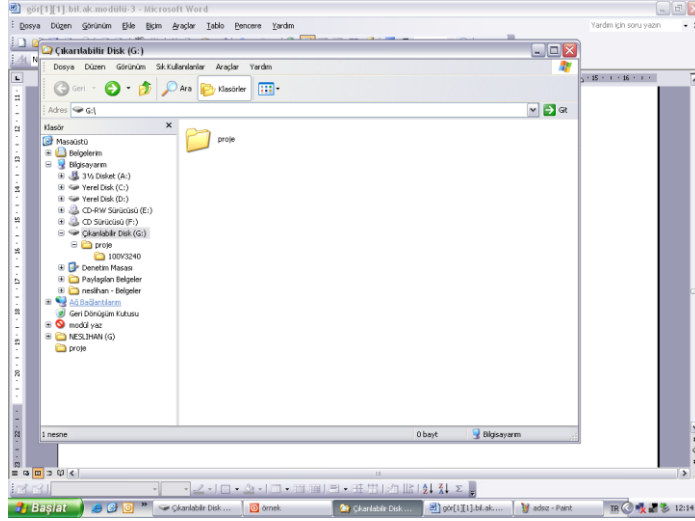 gör[1][1].bil.ak.modülü-3 - Microsoft Word
Dosya Düzen Görünüm Ekle Biçim Araçlar Tablo Pencere Yardım
Yardım için soru yazın
Çıkarılabilir Disk (G:)
Dosya Düzen Görünüm Sık Kullanılanlar Araçlar Yardım
Geri Ara Klasörler
Adres G:\ Git
Klasör x
proje
Masaüstü
Belgelerim
Bilgisayarım
3½ Disket (A:)
Yerel Disk (C:)
Yerel Disk (D:)
CD-RW Sürücüsü (E:)
CD Sürücüsü (F:)
Çıkarılabilir Disk (G:)
proje
100V3240
Denetim Masası
Paylaşılan Belgeler
neslihan - Belgeler
Ağ Bağlantılarım
Geri Dönüşüm Kutusu
modül yaz
NESLİHAN (G)
proje
1 nesne 0 bayt Bilgisayarım
Başlat Çıkarılabilir Disk ... örnek Çıkarılabilir Disk ... gör[1][1].bil.ak.... adsız - Paint TR